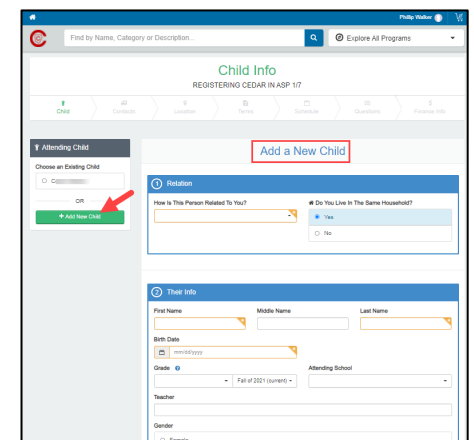 Phillip Walker
Find by Name, Category or Description...
Explore All Programs
Child Info
REGISTERING CEDAR IN ASP 1/7
Child
Contacts
Location
Terms
Schedule
Questions
Finance Info
Attending Child
Choose an Existing Child
OR
+ Add New Child
Add a New Child
1 Relation
How Is This Person Related To You?
Do You Live In The Same Household?
Yes
No
2 Their Info
First Name
Middle Name
Last Name
Birth Date
mm/dd/yyyy
Grade
Attending School
Fall of 2021 (current)
Teacher
Gender
Female